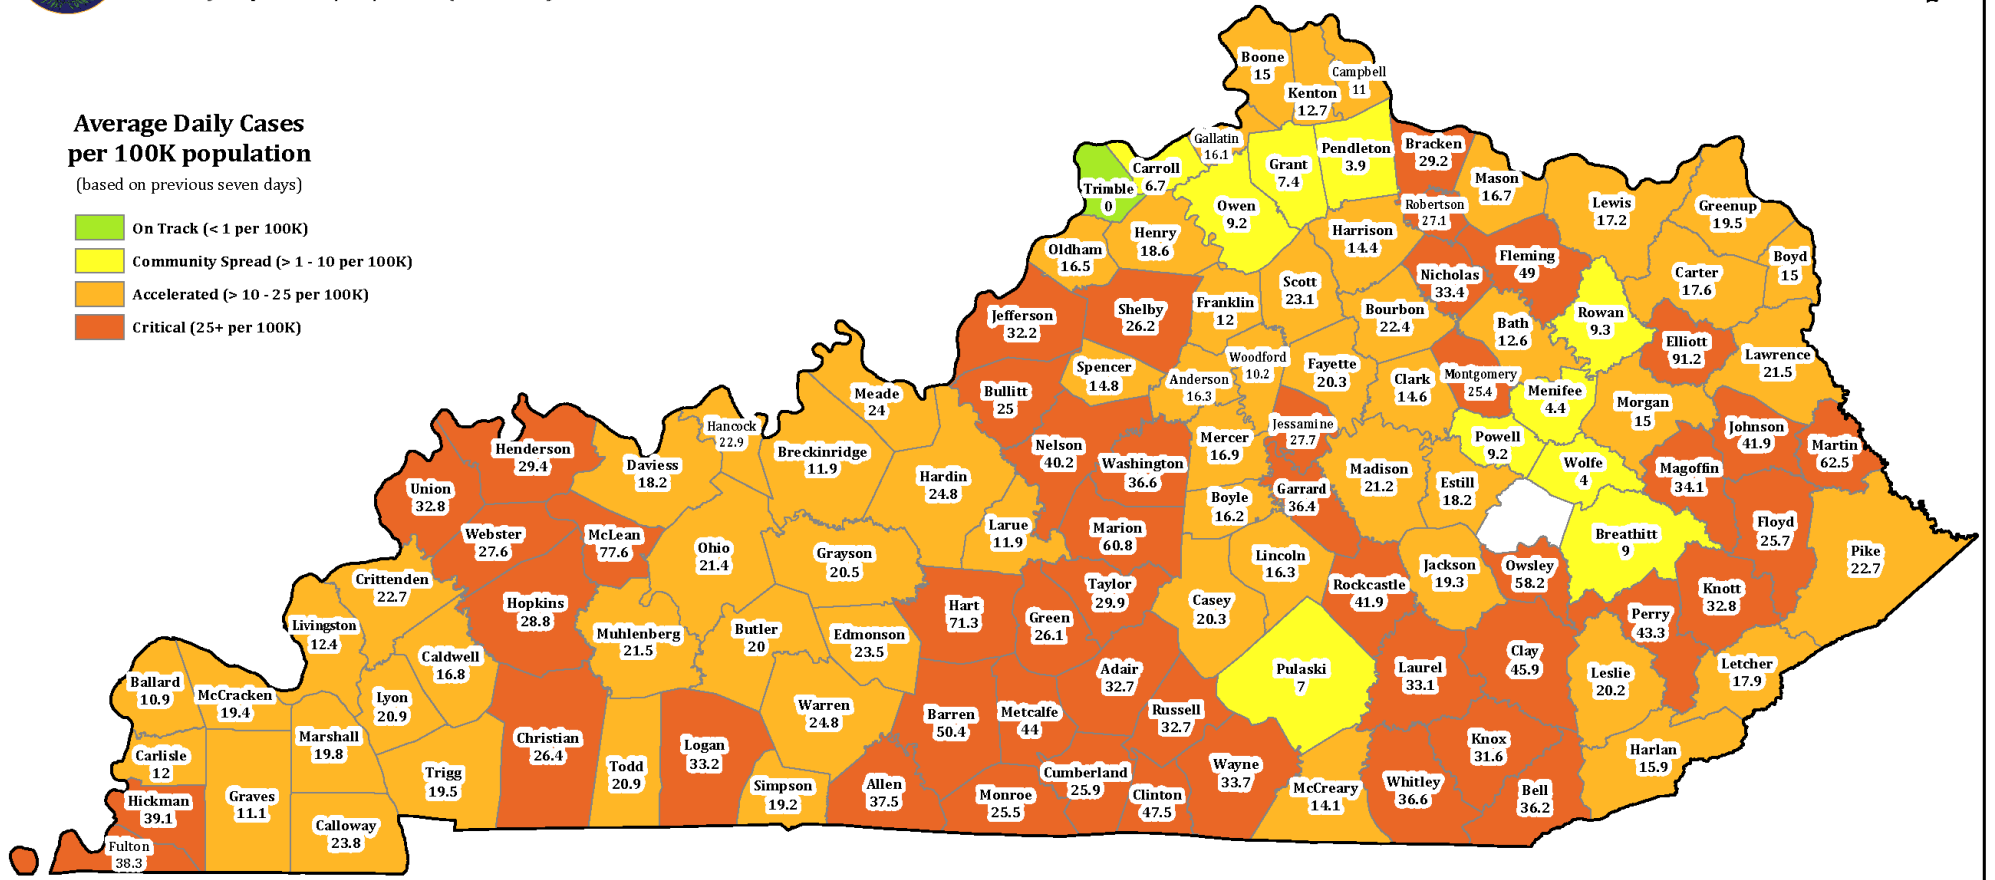 Average Daily Cases
per 100K population
(based on previous seven days)
On Track (< 1 per 100K)
Community Spread (> 1 - 10 per 100K)
Accelerated (> 10 - 25 per 100K)
Critical (25+ per 100K)
Boone
15
Kenton
12.7
Campbell
11
Gallatin
16.1
Carroll
6.7
Trimble
0
Grant
7.4
Pendleton
3.9
Bracken
29.2
Mason
16.7
Robertson
27.1
Lewis
17.2
Greenup
19.5
Boyd
15
Carter
17.6
Owen
9.2
Henry
18.6
Oldham
16.5
Harrison
14.4
Nicholas
33.4
Fleming
49
Rowan
9.3
Elliott
91.2
Lawrence
21.5
Jefferson
32.2
Shelby
26.2
Franklin
12
Scott
23.1
Bourbon
22.4
Bath
12.6
Bullitt
25
Spencer
14.8
Anderson
16.3
Woodford
10.2
Fayette
20.3
Clark
14.6
Montgomery
25.4
Menifee
4.4
Morgan
15
Johnson
41.9
Martin
62.5
Meade
24
Hancock
22.9
Breckinridge
11.9
Hardin
24.8
Nelson
40.2
Washington
36.6
Mercer
16.9
Jessamine
27.7
Garrard
36.4
Madison
21.2
Estill
18.2
Powell
9.2
Wolfe
4
Magoffin
34.1
Floyd
25.7
Pike
22.7
Henderson
29.4
Union
32.8
Webster
27.6
Daviess
18.2
McLean
77.6
Ohio
21.4
Grayson
20.5
Larue
11.9
Marion
60.8
Boyle
16.2
Lincoln
16.3
Rockcastle
41.9
Jackson
19.3
Owsley
58.2
Breathitt
9
Perry
43.3
Knott
32.8
Letcher
17.9
Crittenden
22.7
Livingston
12.4
Hopkins
28.8
Caldwell
16.8
Lyon
20.9
Muhlenberg
21.5
Butler
20
Edmonson
23.5
Hart
71.3
Green
26.1
Taylor
29.9
Casey
20.3
Adair
32.7
Pulaski
7
Laurel
33.1
Clay
45.9
Leslie
20.2
Harlan
15.9
Ballard
10.9
McCracken
19.4
Carlisle
12
Hickman
39.1
Fulton
38.3
Graves
11.1
Marshall
19.8
Calloway
23.8
Trigg
19.5
Christian
26.4
Todd
20.9
Logan
33.2
Simpson
19.2
Warren
24.8
Allen
37.5
Barren
50.4
Metcalfe
44
Monroe
25.5
Cumberland
25.9
Clinton
47.5
Russell
32.7
Wayne
33.7
McCreary
14.1
Whitley
36.6
Knox
31.6
Bell
36.2